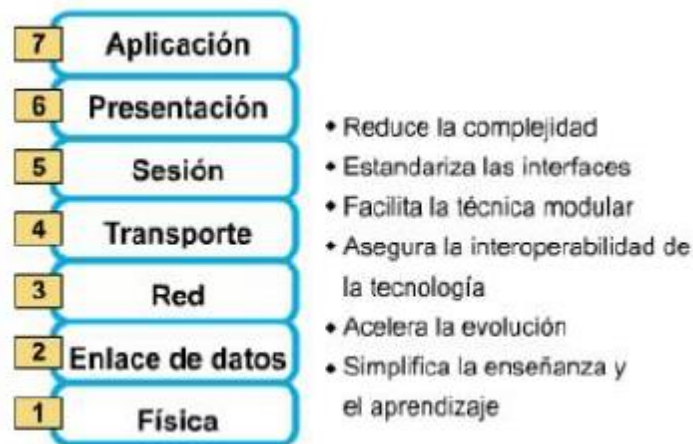 7 Aplicación
6 Presentación
5 Sesión
4 Transporte
3 Red
2 Enlace de datos
1 Física
• Reduce la complejidad
• Estandariza las interfaces
• Facilita la técnica modular
• Asegura la interoperabilidad de
la tecnología
• Acelera la evolución
• Simplifica la enseñanza y
el aprendizaje